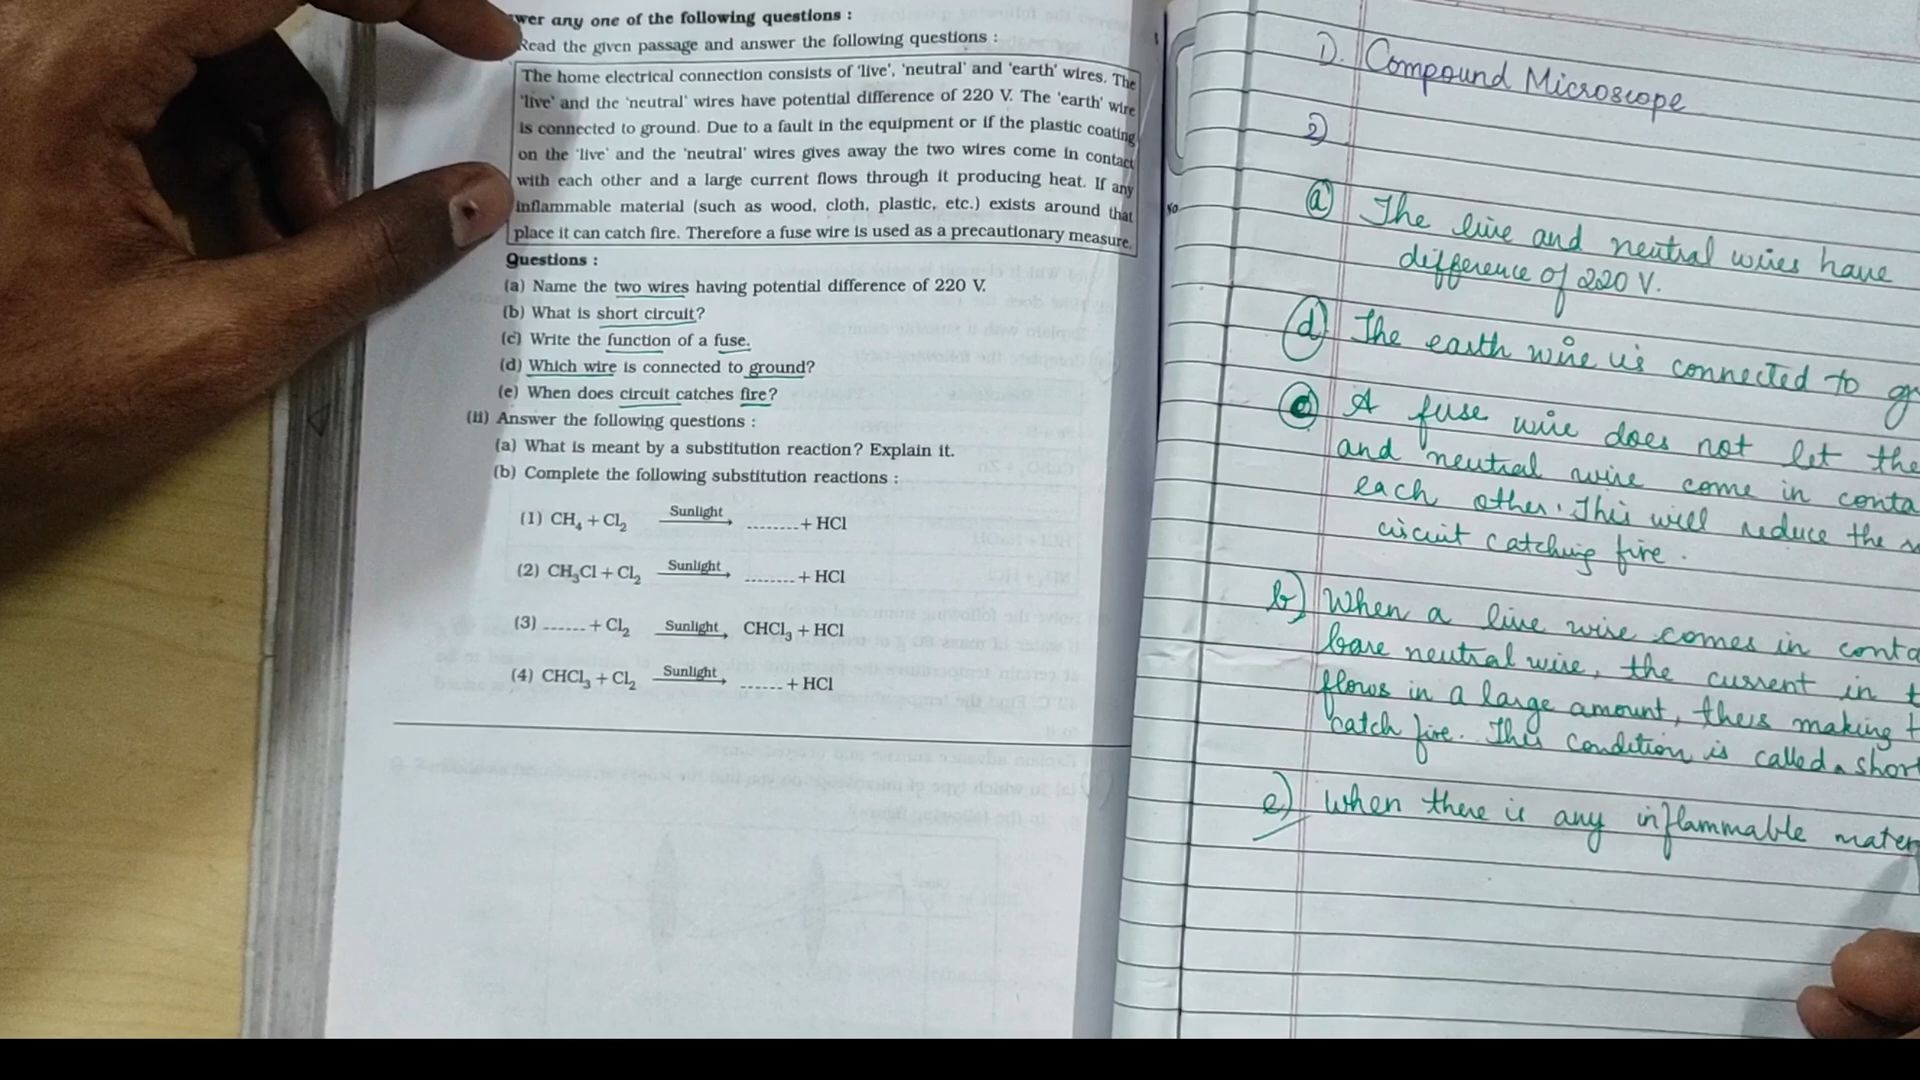 wer any one of the following questions :
Read the given passage and answer the following questions :
The home electrical connection consists of 'live', 'neutral' and 'earth' wires. The
'live' and the 'neutral' wires have potential difference of 220 V. The 'earth' wire
is connected to ground. Due to a fault in the equipment or if the plastic coating
on the 'live' and the 'neutral' wires gives away the two wires come in contact
with each other and a large current flows through it producing heat. If any
inflammable material (such as wood, cloth, plastic, etc.) exists around that
place it can catch fire. Therefore a fuse wire is used as a precautionary measure.
Questions :
(a) Name the two wires having potential difference of 220 V.
(b) What is short circuit?
(c) Write the function of a fuse.
(d) Which wire is connected to ground?
(e) When does circuit catches fire?
(ii) Answer the following questions :
(a) What is meant by a substitution reaction? Explain it.
(b) Complete the following substitution reactions :
(1) CH₄ + Cl₂ Sunlight → ........ + HCl
(2) CH₃Cl + Cl₂ Sunlight → ........ + HCl
(3) ...... + Cl₂ Sunlight → CHCl₃ + HCl
(4) CHCl₃ + Cl₂ Sunlight → ...... + HCl
1). Compound Microscope
2)
(a) The live and neutral wires have
difference of 220 V.
(d) The earth wire is connected to
A fuse wire does not let the
and neutral wire come in
each other. This will reduce the
circuit catching fire.
b) When a live wire comes in
bare neutral wire, the current in
flows in a large amount, thus making
catch fire. This condition is called a short
e) When there is any inflammable